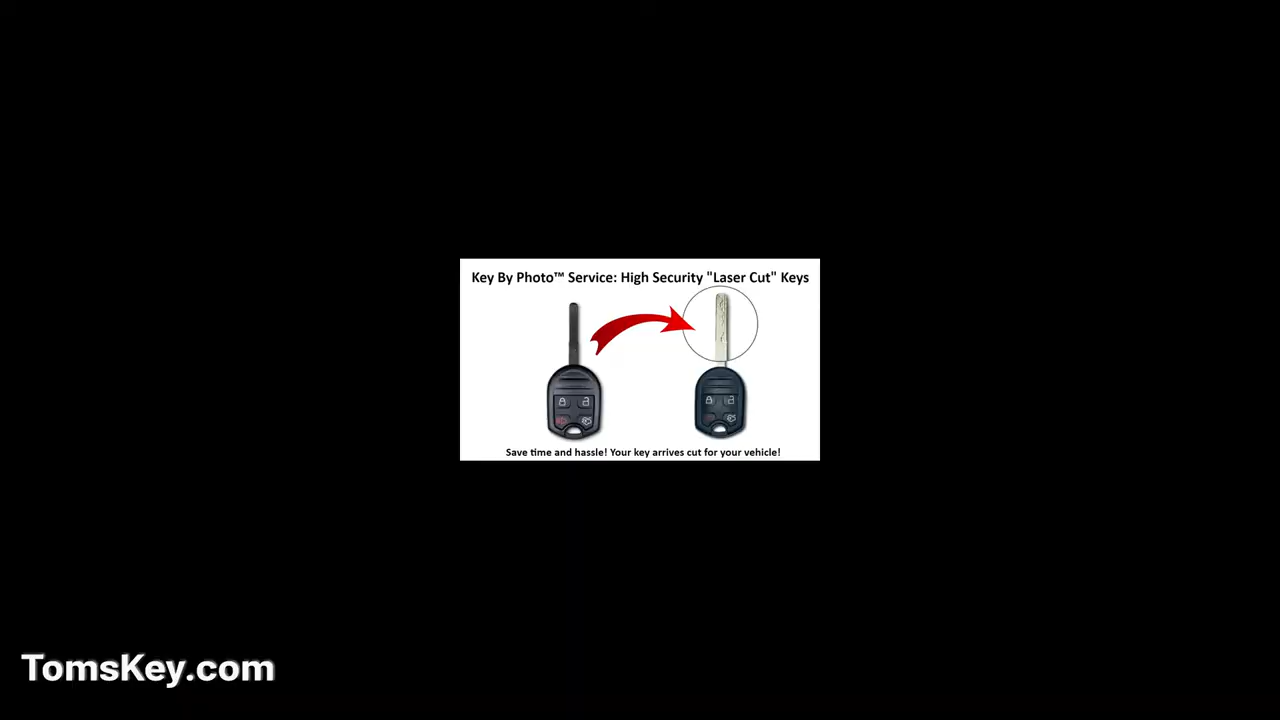 Key By Photo™ Service: High Security "Laser Cut" Keys
Save time and hassle! Your key arrives cut for your vehicle!
TomsKey.com